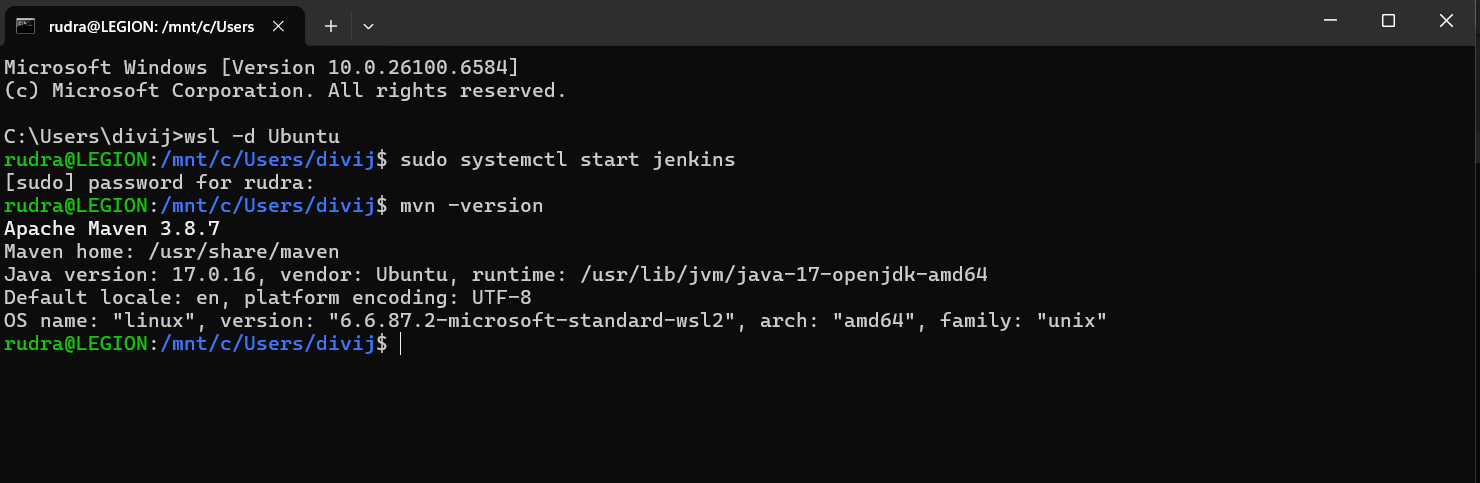 rudra@LEGION: /mnt/c/Users
Microsoft Windows [Version 10.0.26100.6584]
(c) Microsoft Corporation. All rights reserved.
C:\Users\divij>wsl -d Ubuntu
rudra@LEGION:/mnt/c/Users/divij$ sudo systemctl start jenkins
[sudo] password for rudra:
rudra@LEGION:/mnt/c/Users/divij$ mvn -version
Apache Maven 3.8.7
Maven home: /usr/share/maven
Java version: 17.0.16, vendor: Ubuntu, runtime: /usr/lib/jvm/java-17-openjdk-amd64
Default locale: en, platform encoding: UTF-8
OS name: "linux", version: "6.6.87.2-microsoft-standard-wsl2", arch: "amd64", family: "unix"
rudra@LEGION:/mnt/c/Users/divij$